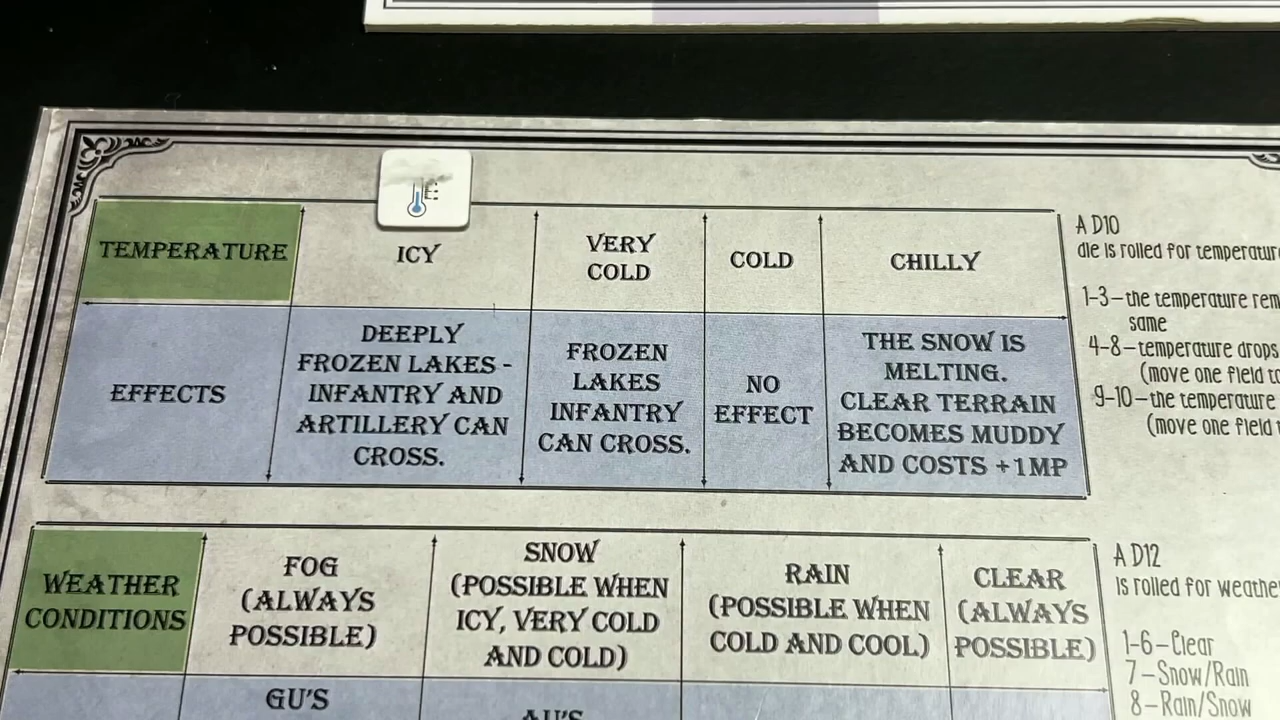 TEMPERATURE
ICY
VERY
COLD
COLD
CHILLY
EFFECTS
DEEPLY
FROZEN LAKES -
INFANTRY AND
ARTILLERY CAN
CROSS.
FROZEN
LAKES
INFANTRY
CAN CROSS.
NO
EFFECT
THE SNOW IS
MELTING.
CLEAR TERRAIN
BECOMES MUDDY
AND COSTS +1MP
A D10
die is rolled for
1-3-the temperature
same
4-8-temperature drops
(move one field
9-10-the temperature
(move one field
WEATHER
CONDITIONS
FOG
(ALWAYS
POSSIBLE)
SNOW
(POSSIBLE WHEN
ICY, VERY COLD
AND COLD)
RAIN
(POSSIBLE WHEN
COLD AND COOL)
CLEAR
(ALWAYS
POSSIBLE)
GU'S
AU'S
A D12
is rolled for
1-6-Clear
7-Snow/Rain
8-Rain/Snow